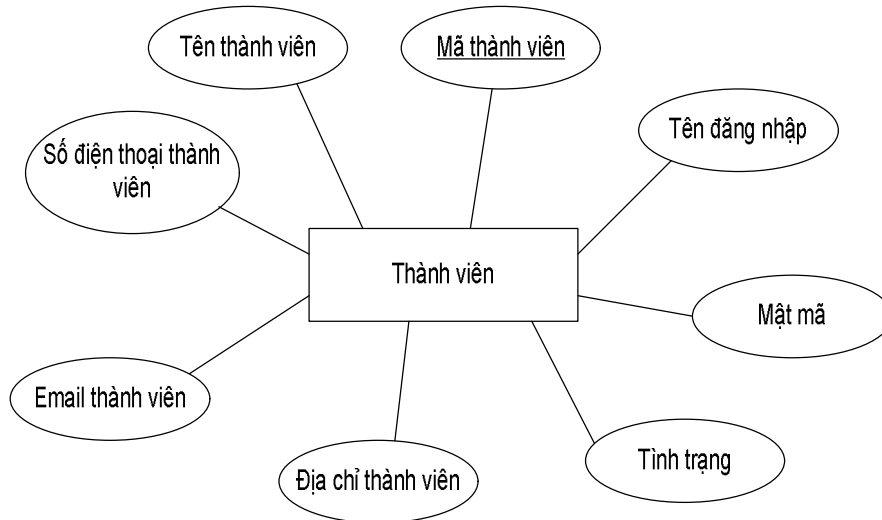 Tên thành viên
Mã thành viên
Tên đăng nhập
Số điện thoại thành
viên
Thành viên
Mật mã
Email thành viên
Tình trạng
Địa chỉ thành viên